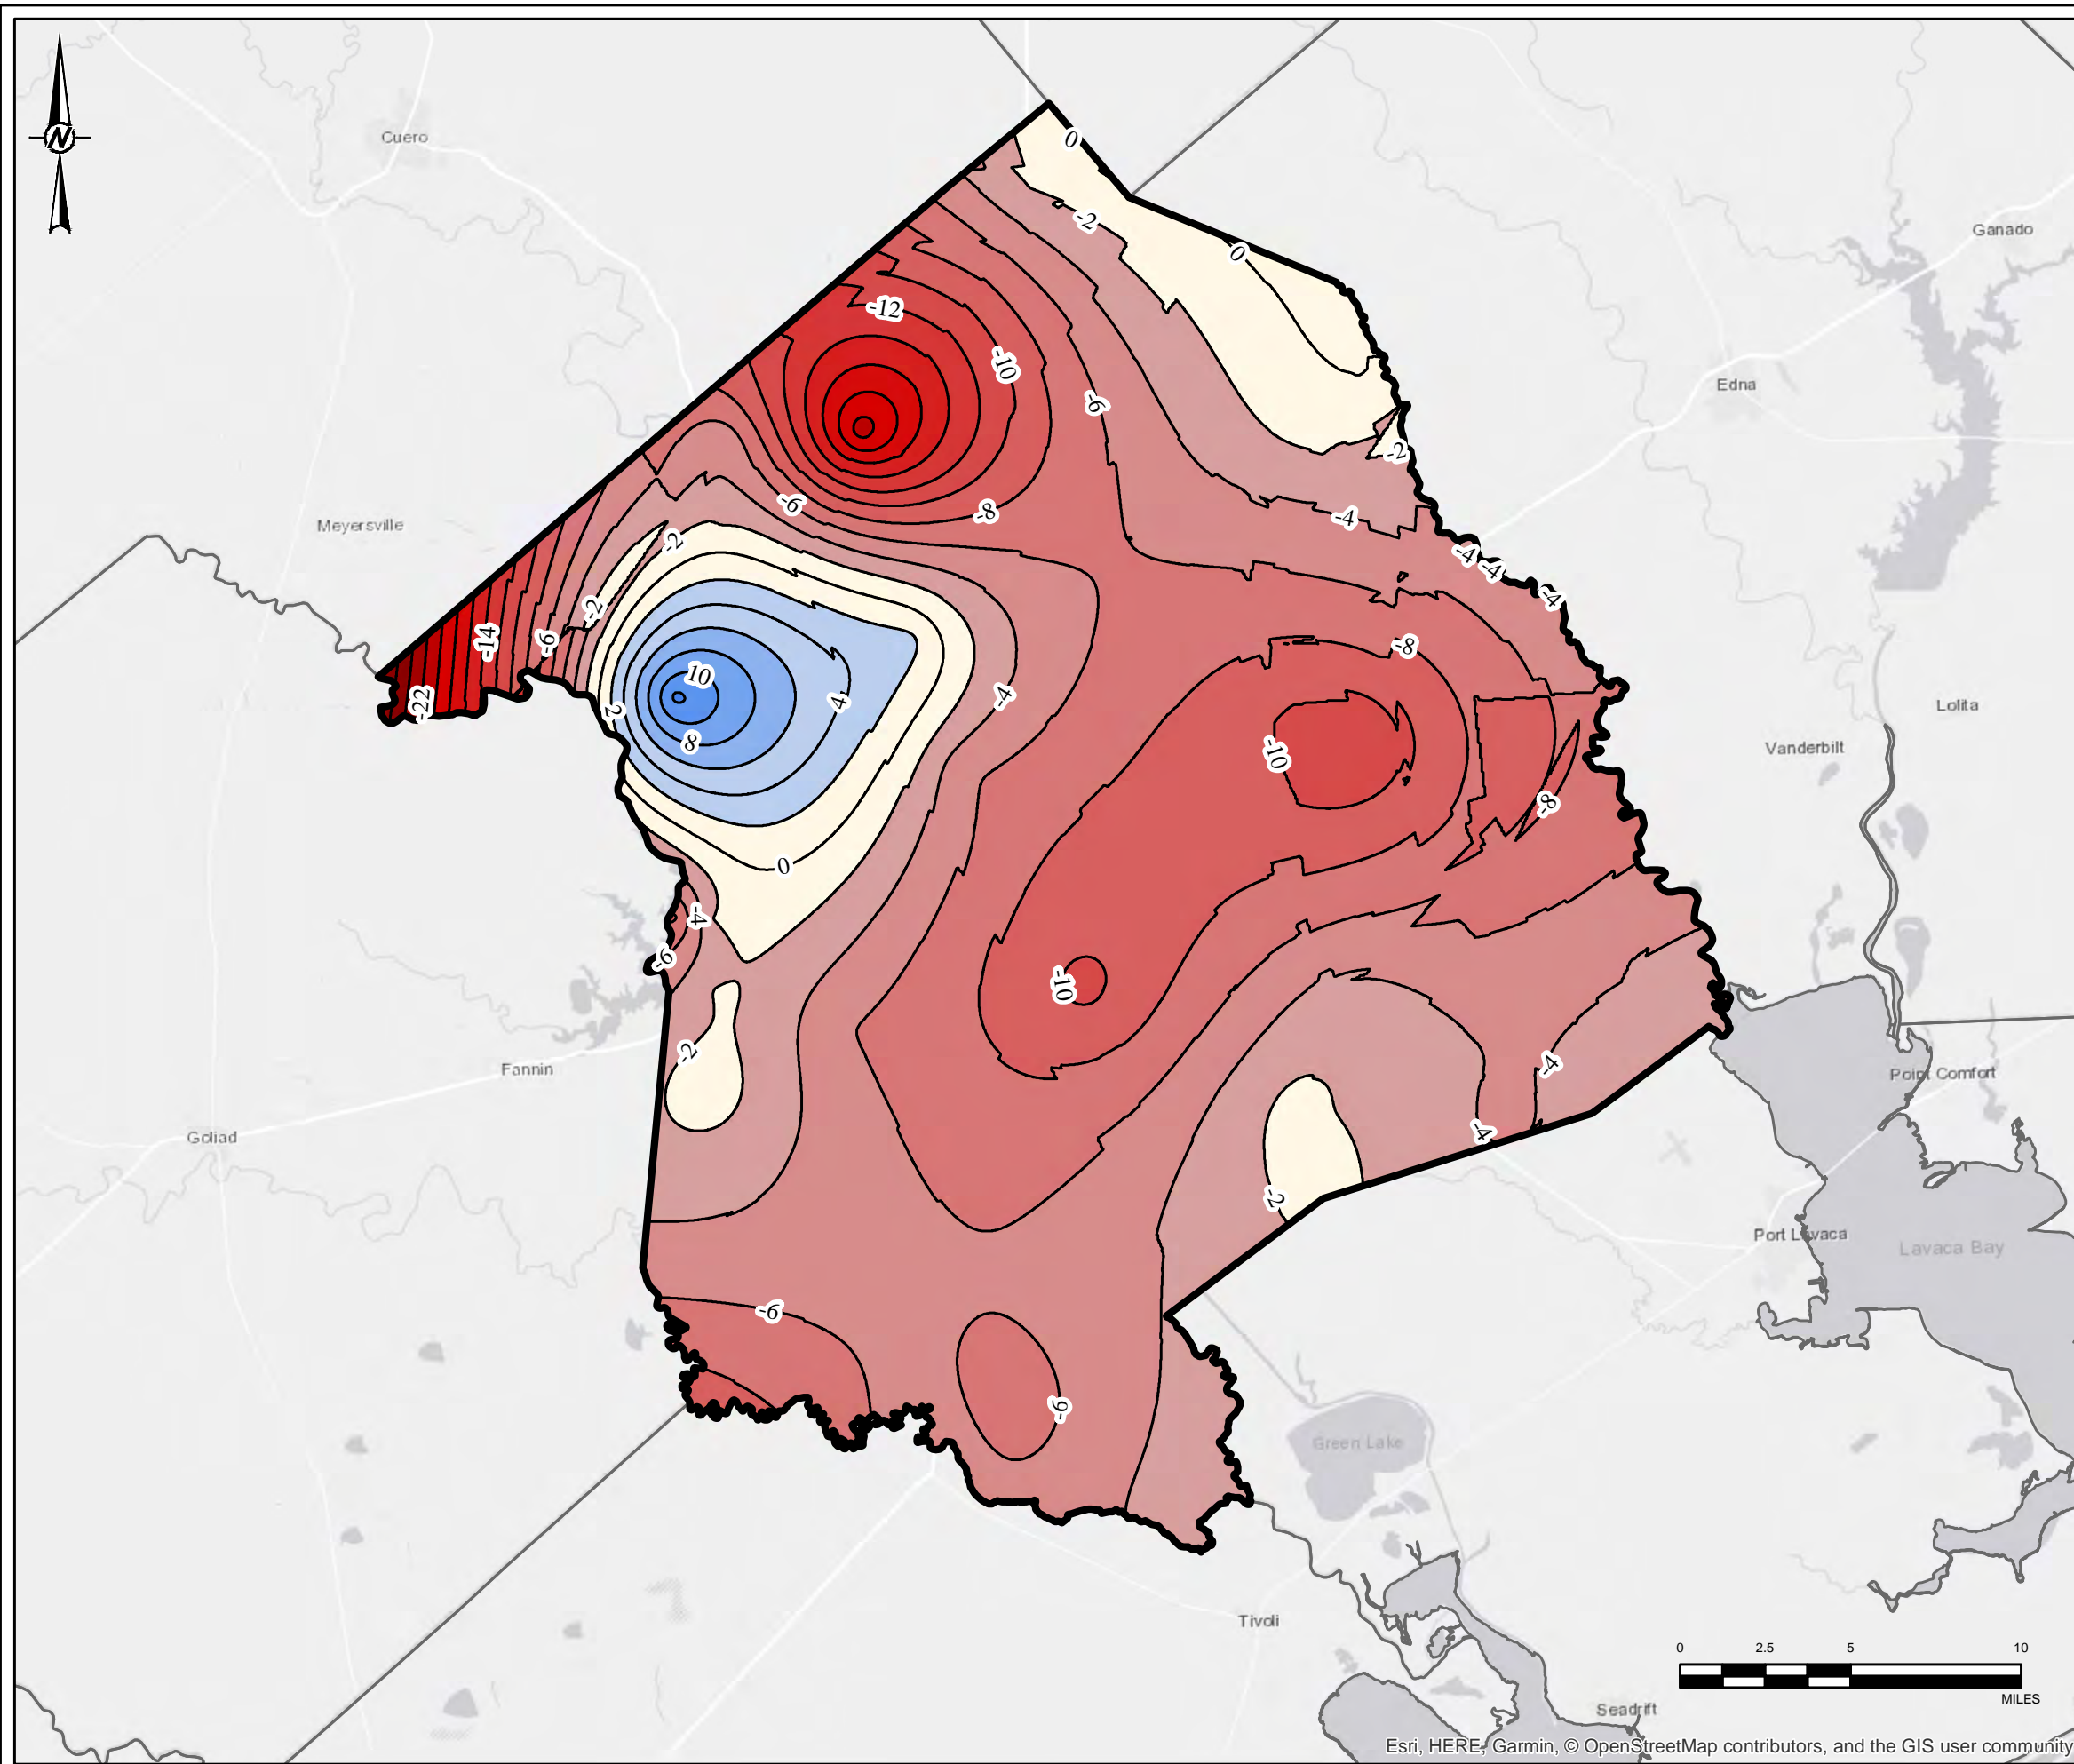 N
Cuero
0
-2
Ganado
0
-12
-10
Edna
-6
-2
-6
-8
-4
Meyersville
-2
-4
-4
-4
-2
-14
-6
-8
10
-4
-22
2
4
Lolita
8
-10
Vanderbilt
-8
0
-4
-6
-10
-2
-4
Fannin
Point Comfort
Goliad
-4
-2
Port Lavaca
Lavaca Bay
-6
-6
Green Lake
Tivoli
0 2.5 5 10
MILES
Seadrift
Esri, HERE, Garmin, © OpenStreetMap contributors, and the GIS user community